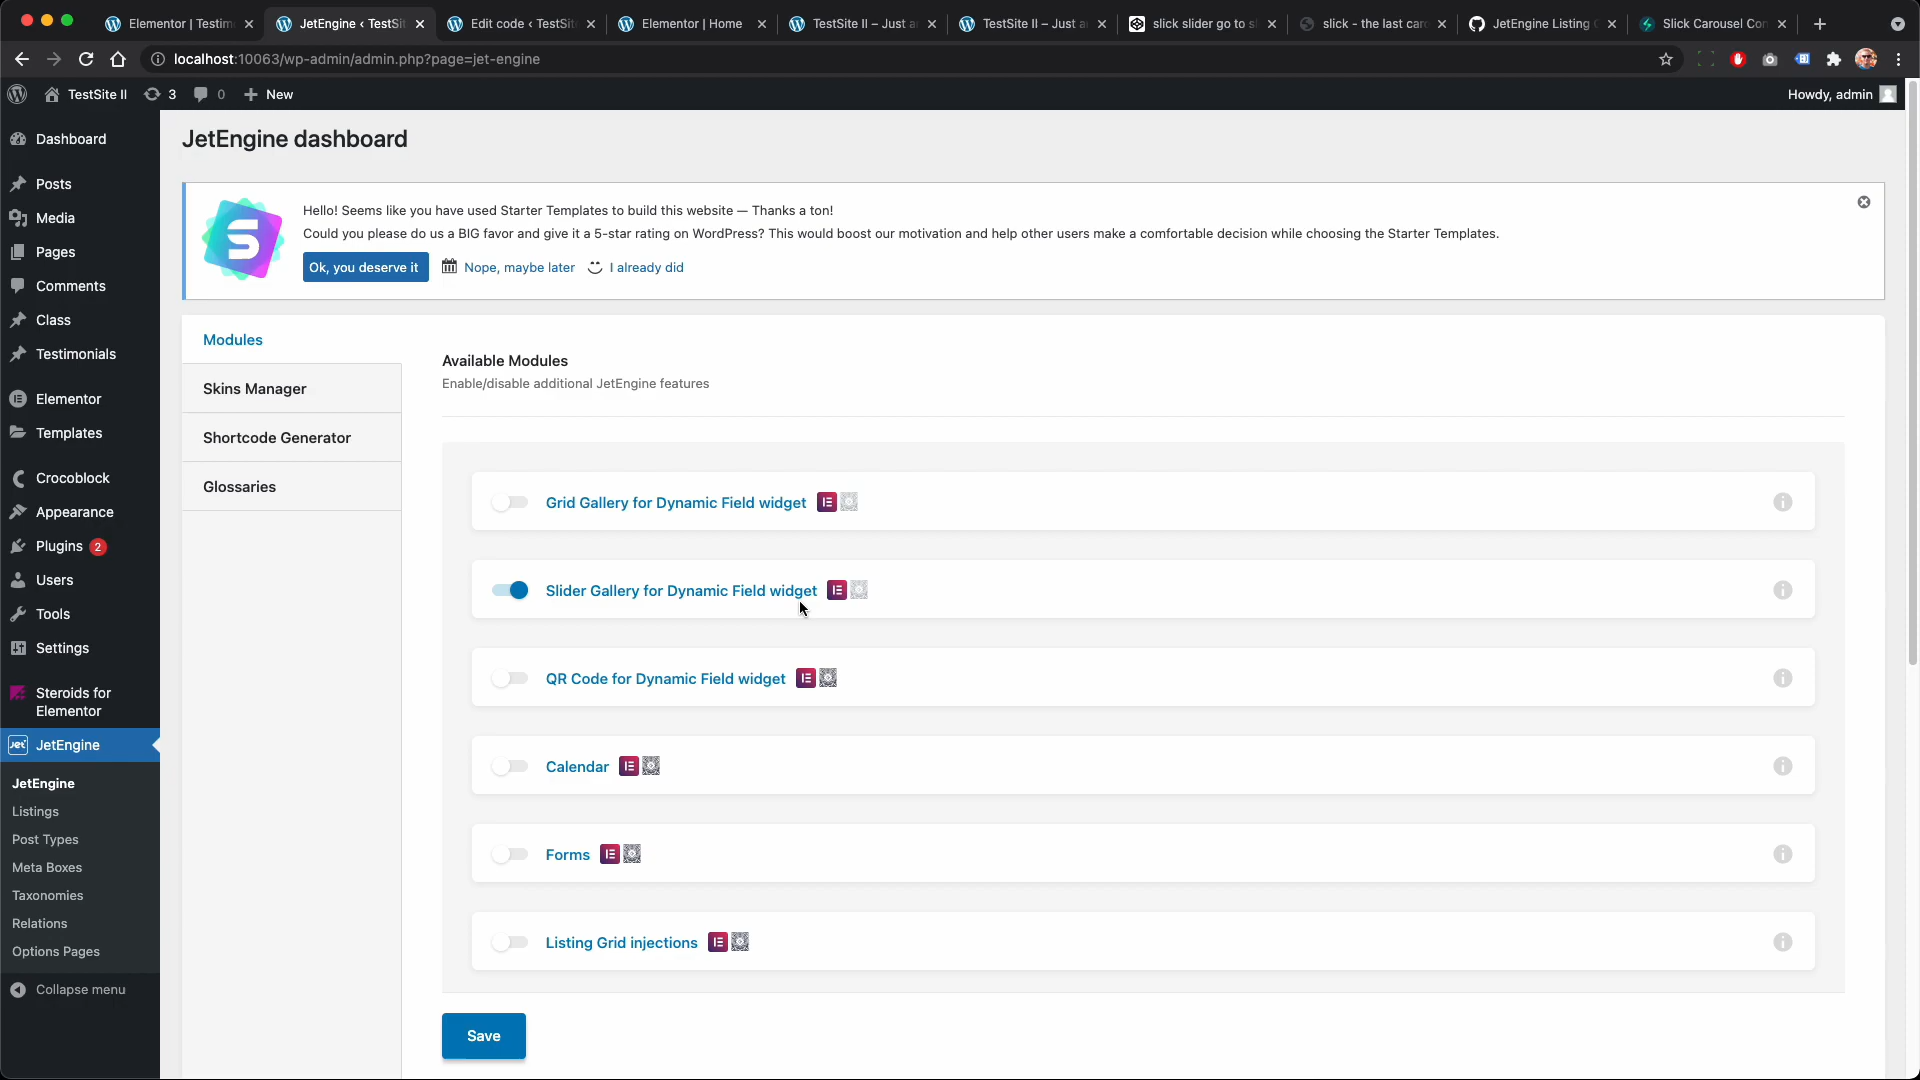 Elementor | Testim
JetEngine ‹ TestSit
Edit code ‹ TestSite
Elementor | Home
TestSite II – Just a
TestSite II – Just a
slick slider go to s
slick - the last car
JetEngine Listing
Slick Carousel Con
localhost:10063/wp-admin/admin.php?page=jet-engine
TestSite II
3
0
New
Howdy, admin
Dashboard
Posts
Media
Pages
Comments
Class
Testimonials
Elementor
Templates
Crocoblock
Appearance
Plugins 2
Users
Tools
Settings
Steroids for
Elementor
Jet JetEngine
JetEngine
Listings
Post Types
Meta Boxes
Taxonomies
Relations
Options Pages
Collapse menu
JetEngine dashboard
Hello! Seems like you have used Starter Templates to build this website — Thanks a ton!
Could you please do us a BIG favor and give it a 5-star rating on WordPress? This would boost our motivation and help other users make a comfortable decision while choosing the Starter Templates.
Ok, you deserve it
Nope, maybe later
I already did
Modules
Skins Manager
Shortcode Generator
Glossaries
Available Modules
Enable/disable additional JetEngine features
Grid Gallery for Dynamic Field widget
Slider Gallery for Dynamic Field widget
QR Code for Dynamic Field widget
Calendar
Forms
Listing Grid injections
Save